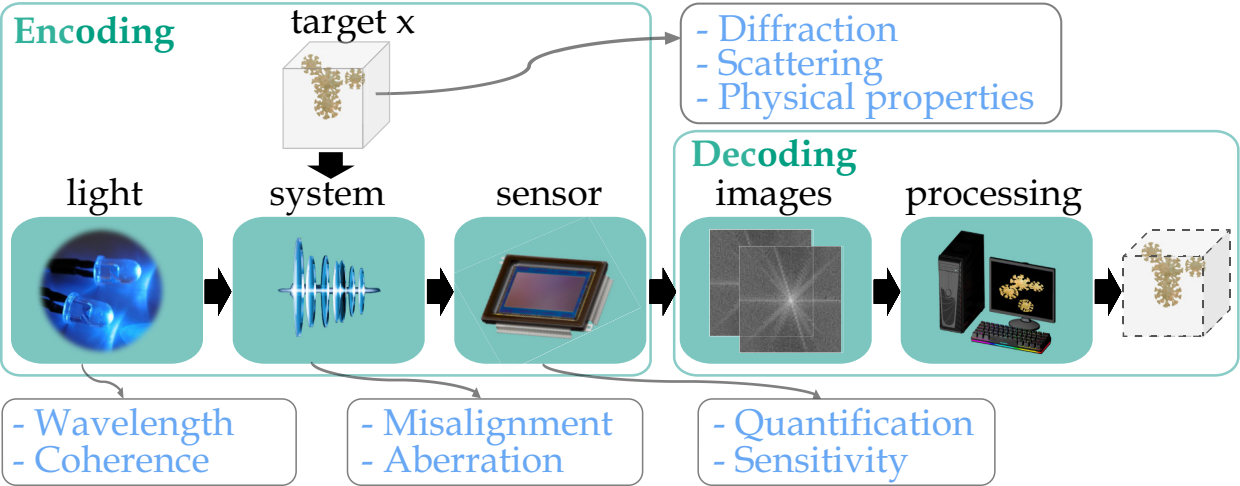 Encoding
target x
- Diffraction
- Scattering
- Physical properties
light
system
sensor
Decoding
images
processing
- Wavelength
- Coherence
- Misalignment
- Aberration
- Quantification
- Sensitivity